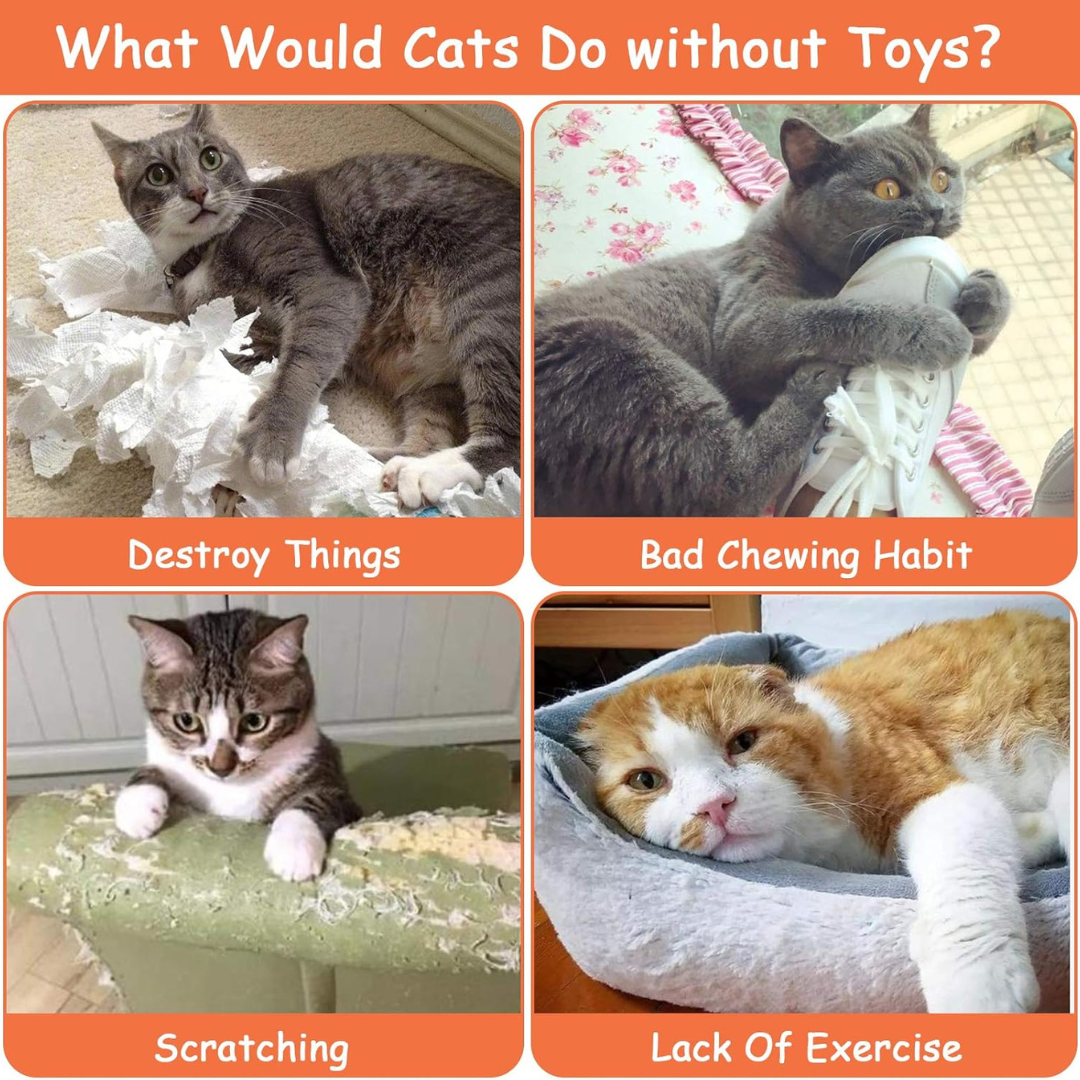 What Would Cats Do without Toys?
Destroy Things
Bad Chewing Habit
Scratching
Lack Of Exercise